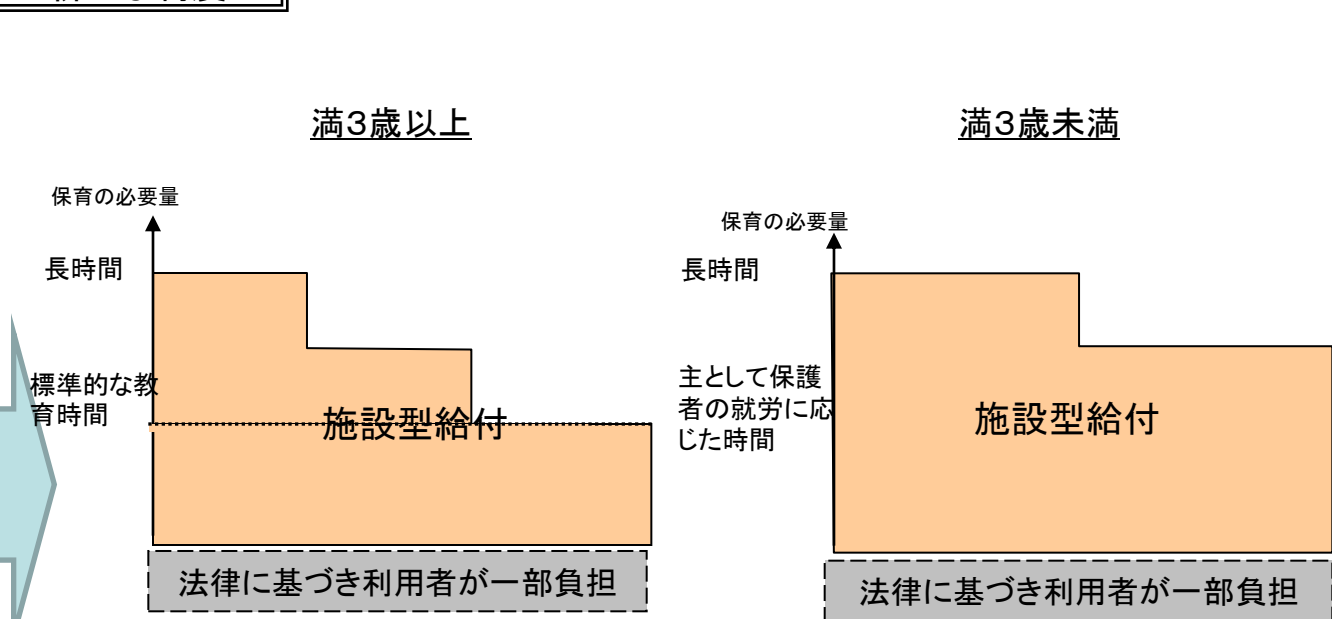 満３歳以上
満３歳未満
保育の必要量
保育の必要量
長時間
長時間
標準的な教
育時間
主として保護
者の就労に応
じた時間
施設型給付
施設型給付
法律に基づき利用者が一部負担
法律に基づき利用者が一部負担